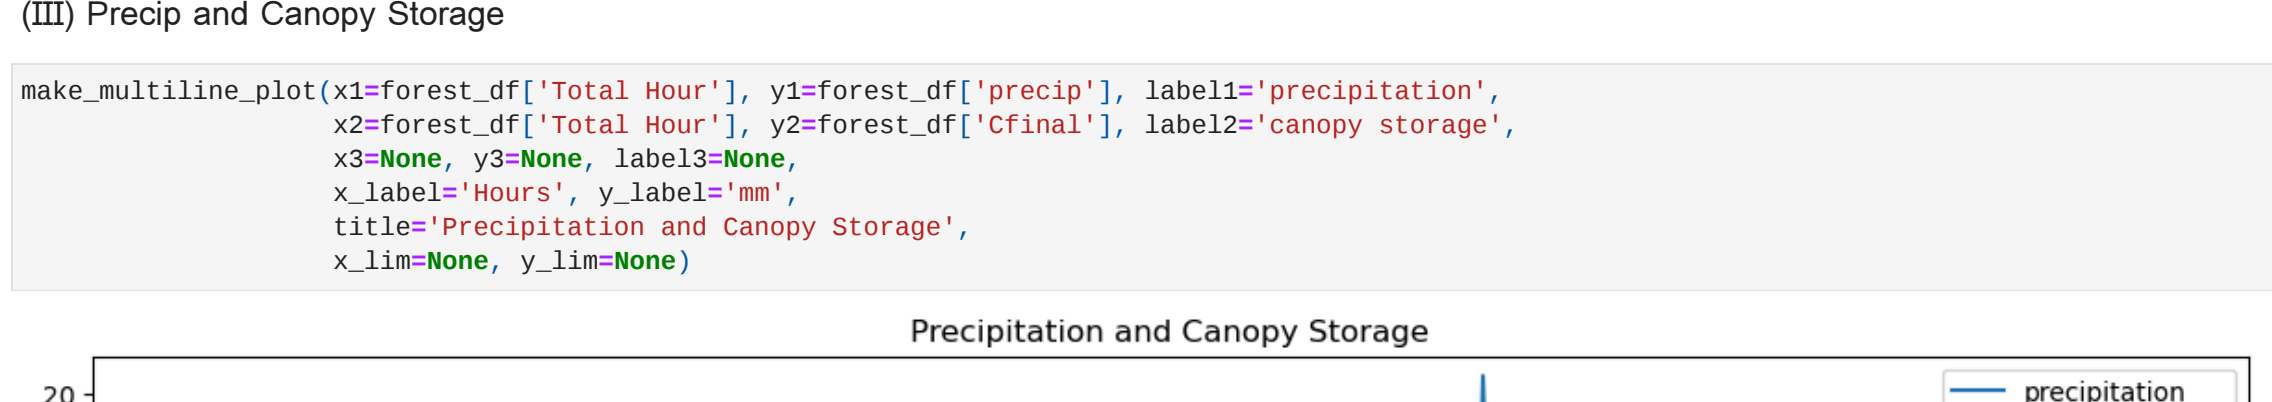 (III) Precip and Canopy Storage
make_multiline_plot(x1=forest_df['Total Hour'], y1=forest_df['precip'], label1='precipitation',
x2=forest_df['Total Hour'], y2=forest_df['Cfinal'], label2='canopy storage',
x3=None, y3=None, label3=None,
x_label='Hours', y_label='mm',
title='Precipitation and Canopy Storage',
x_lim=None, y_lim=None)
Precipitation and Canopy Storage
20
precipitation